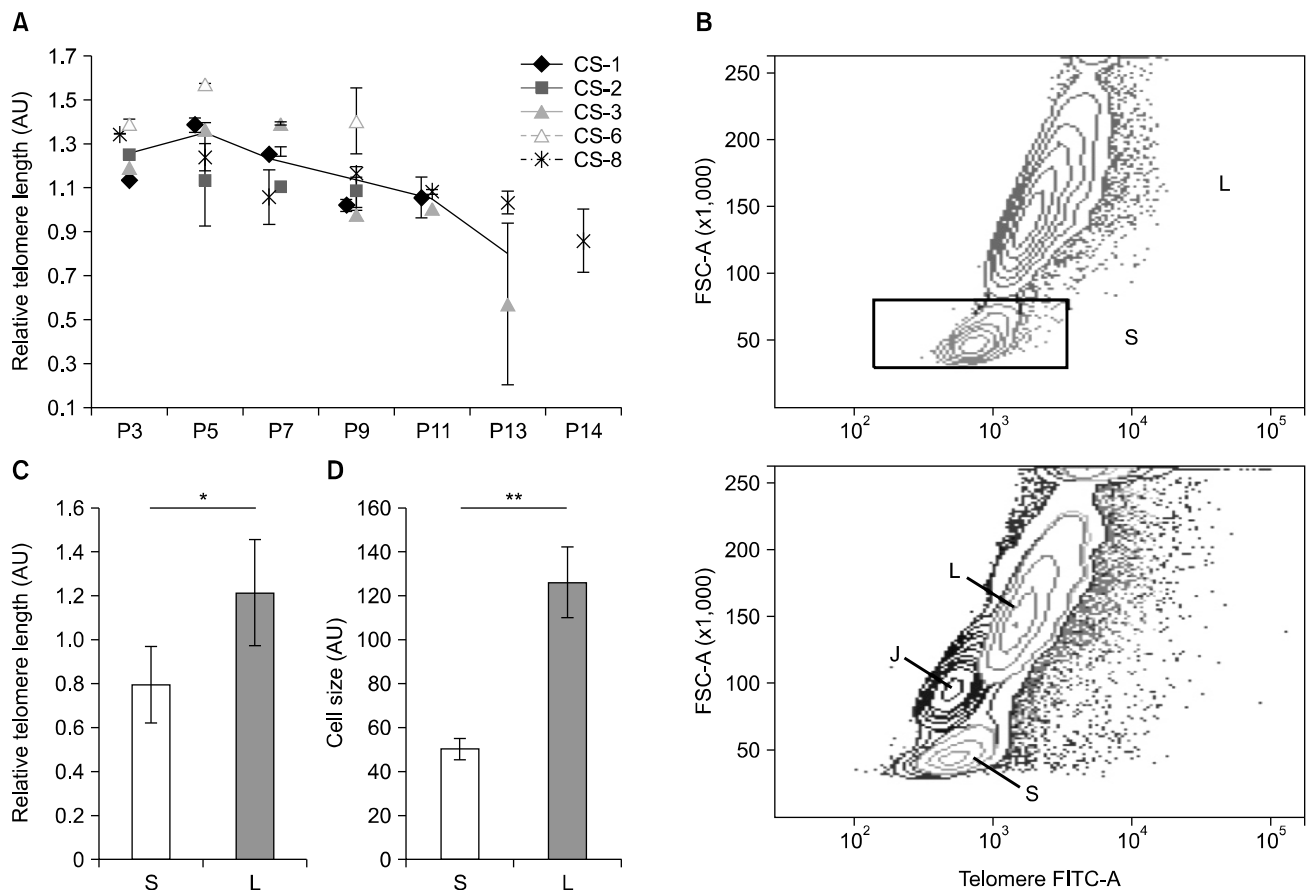 A
Relative telomere length (AU)
1.7
1.5
1.3
1.1
0.9
0.7
0.5
0.3
0.1
P3 P5 P7 P9 P11 P13 P14
CS-1
CS-2
CS-3
CS-6
CS-8
B
FSC-A (x1,000)
250
200
150
100
50
L
S
10² 10³ 10⁴ 10⁵
FSC-A (x1,000)
250
200
150
100
50
L
J
S
10² 10³ 10⁴ 10⁵
Telomere FITC-A
C
Relative telomere length (AU)
1.6
1.4
1.2
1.0
0.8
0.6
0.4
0.2
0
*
S L
D
Cell size (AU)
160
140
120
100
80
60
40
20
0
**
S L